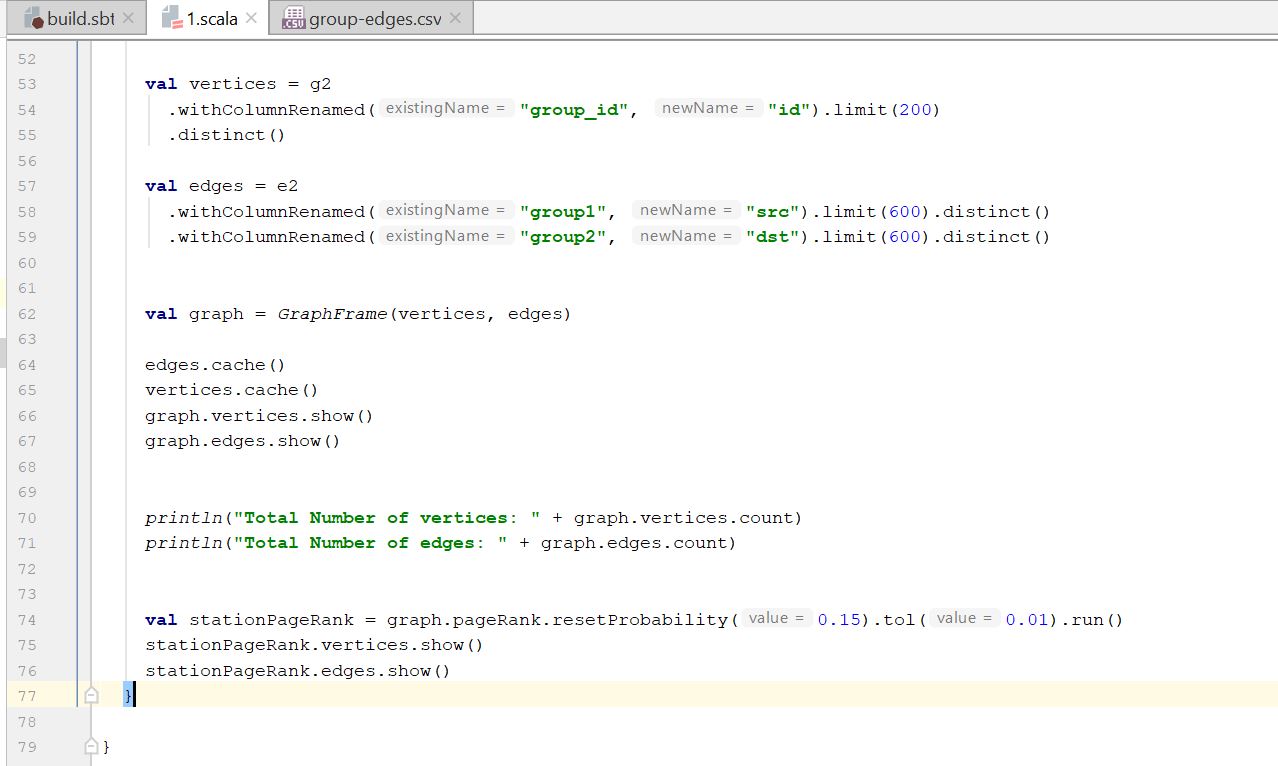 build.sbt 1.scala group-edges.csv
52
53 val vertices = g2
54 .withColumnRenamed( existingName = "group_id", newName = "id").limit(200)
55 .distinct()
56
57 val edges = e2
58 .withColumnRenamed( existingName = "group1", newName = "src").limit(600).distinct()
59 .withColumnRenamed( existingName = "group2", newName = "dst").limit(600).distinct()
60
61
62 val graph = GraphFrame(vertices, edges)
63
64 edges.cache()
65 vertices.cache()
66 graph.vertices.show()
67 graph.edges.show()
68
69
70 println("Total Number of vertices: " + graph.vertices.count)
71 println("Total Number of edges: " + graph.edges.count)
72
73
74 val stationPageRank = graph.pageRank.resetProbability( value = 0.15).tol( value = 0.01).run()
75 stationPageRank.vertices.show()
76 stationPageRank.edges.show()
77 }
78
79 }